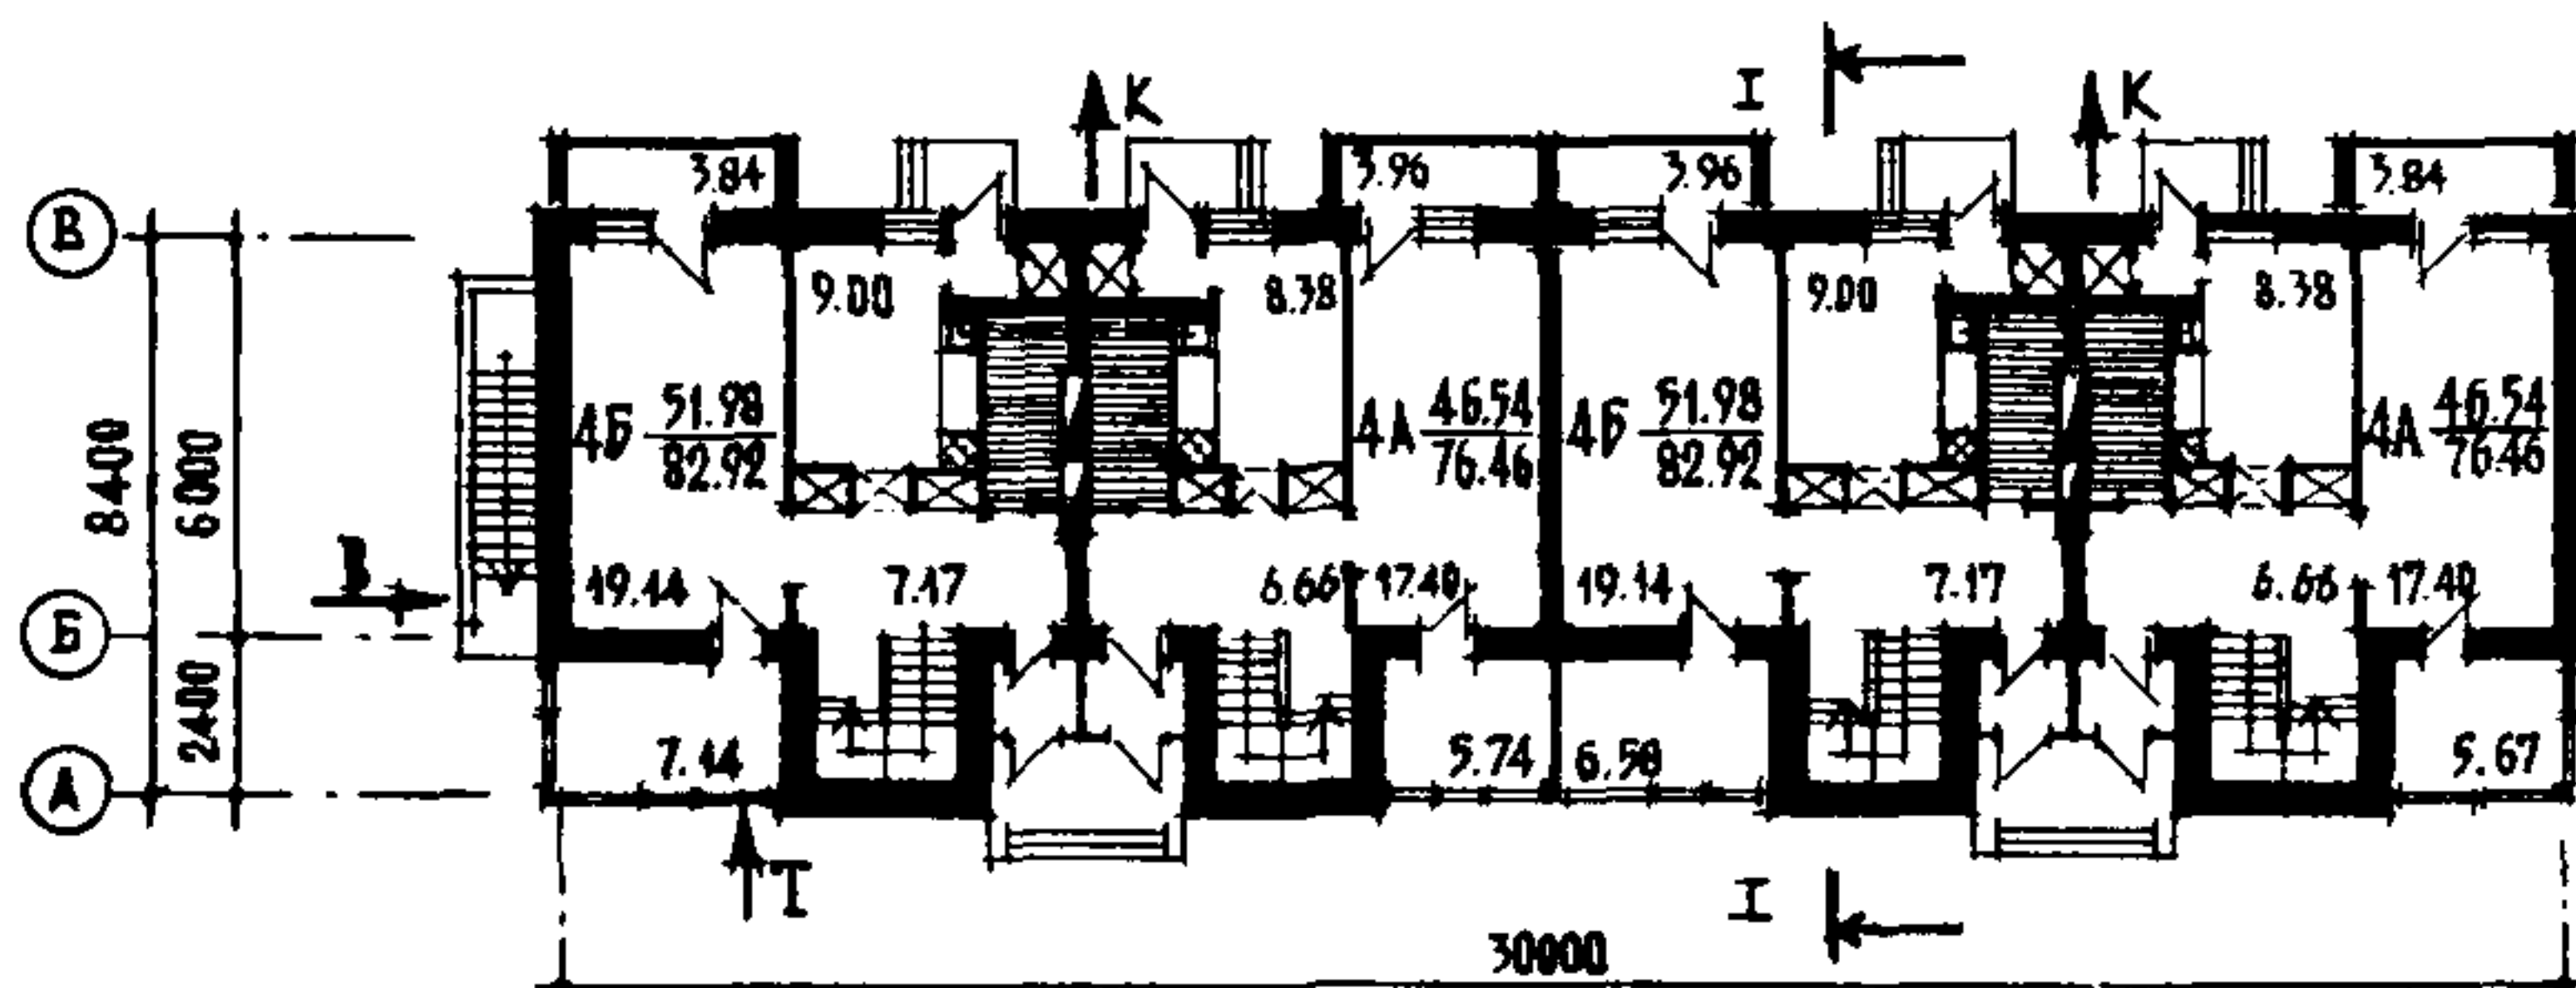 I
К К
3.84 3.96 3.96 3.84
В
9.00 8.38 9.00 8.38
4Б 51.98 4А 46.54 4Б 51.98 4А 46.54
82.92 76.46 82.92 76.46
8400 6000
В
19.14 7.17 6.66 17.40 19.14 7.17 6.66 17.40
Б
2400
7.44 5.74 6.58 5.67
А
Т
I
30000